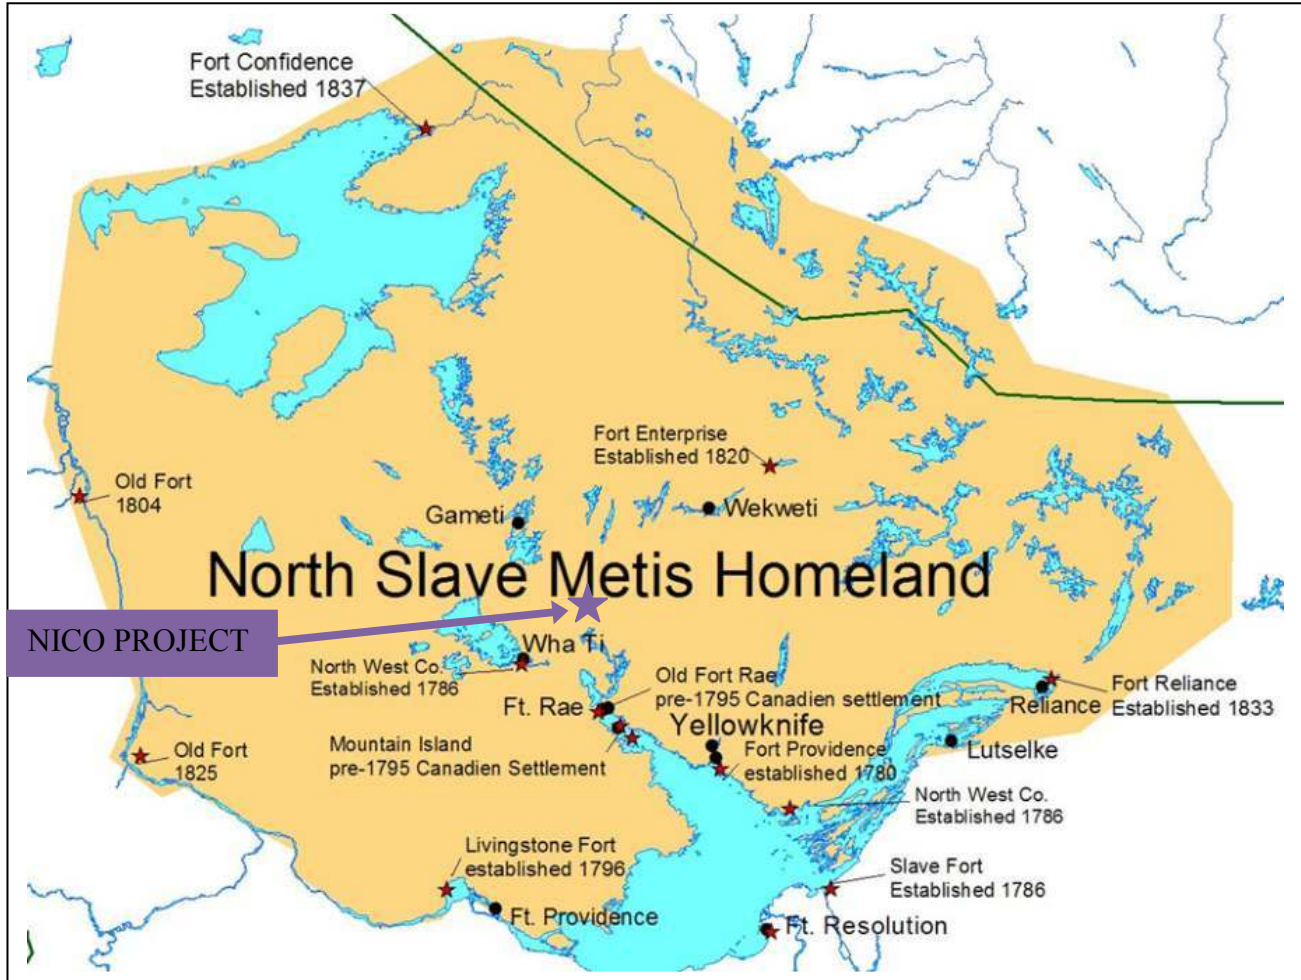 Fort Confidence
Established 1837
Fort Enterprise
Established 1820
Old Fort
1804
Gameti
Wekweti
North Slave Metis Homeland
NICO PROJECT
Wha Ti
North West Co.
Established 1786
Old Fort Rae
pre-1795 Canadien settlement
Ft. Rae
Reliance
Fort Reliance
Established 1833
Yellowknife
Mountain Island
pre-1795 Canadien Settlement
Fort Providence
established 1780
Lutselke
Old Fort
1825
North West Co.
Established 1786
Livingstone Fort
established 1796
Slave Fort
Established 1786
Ft. Providence
Ft. Resolution